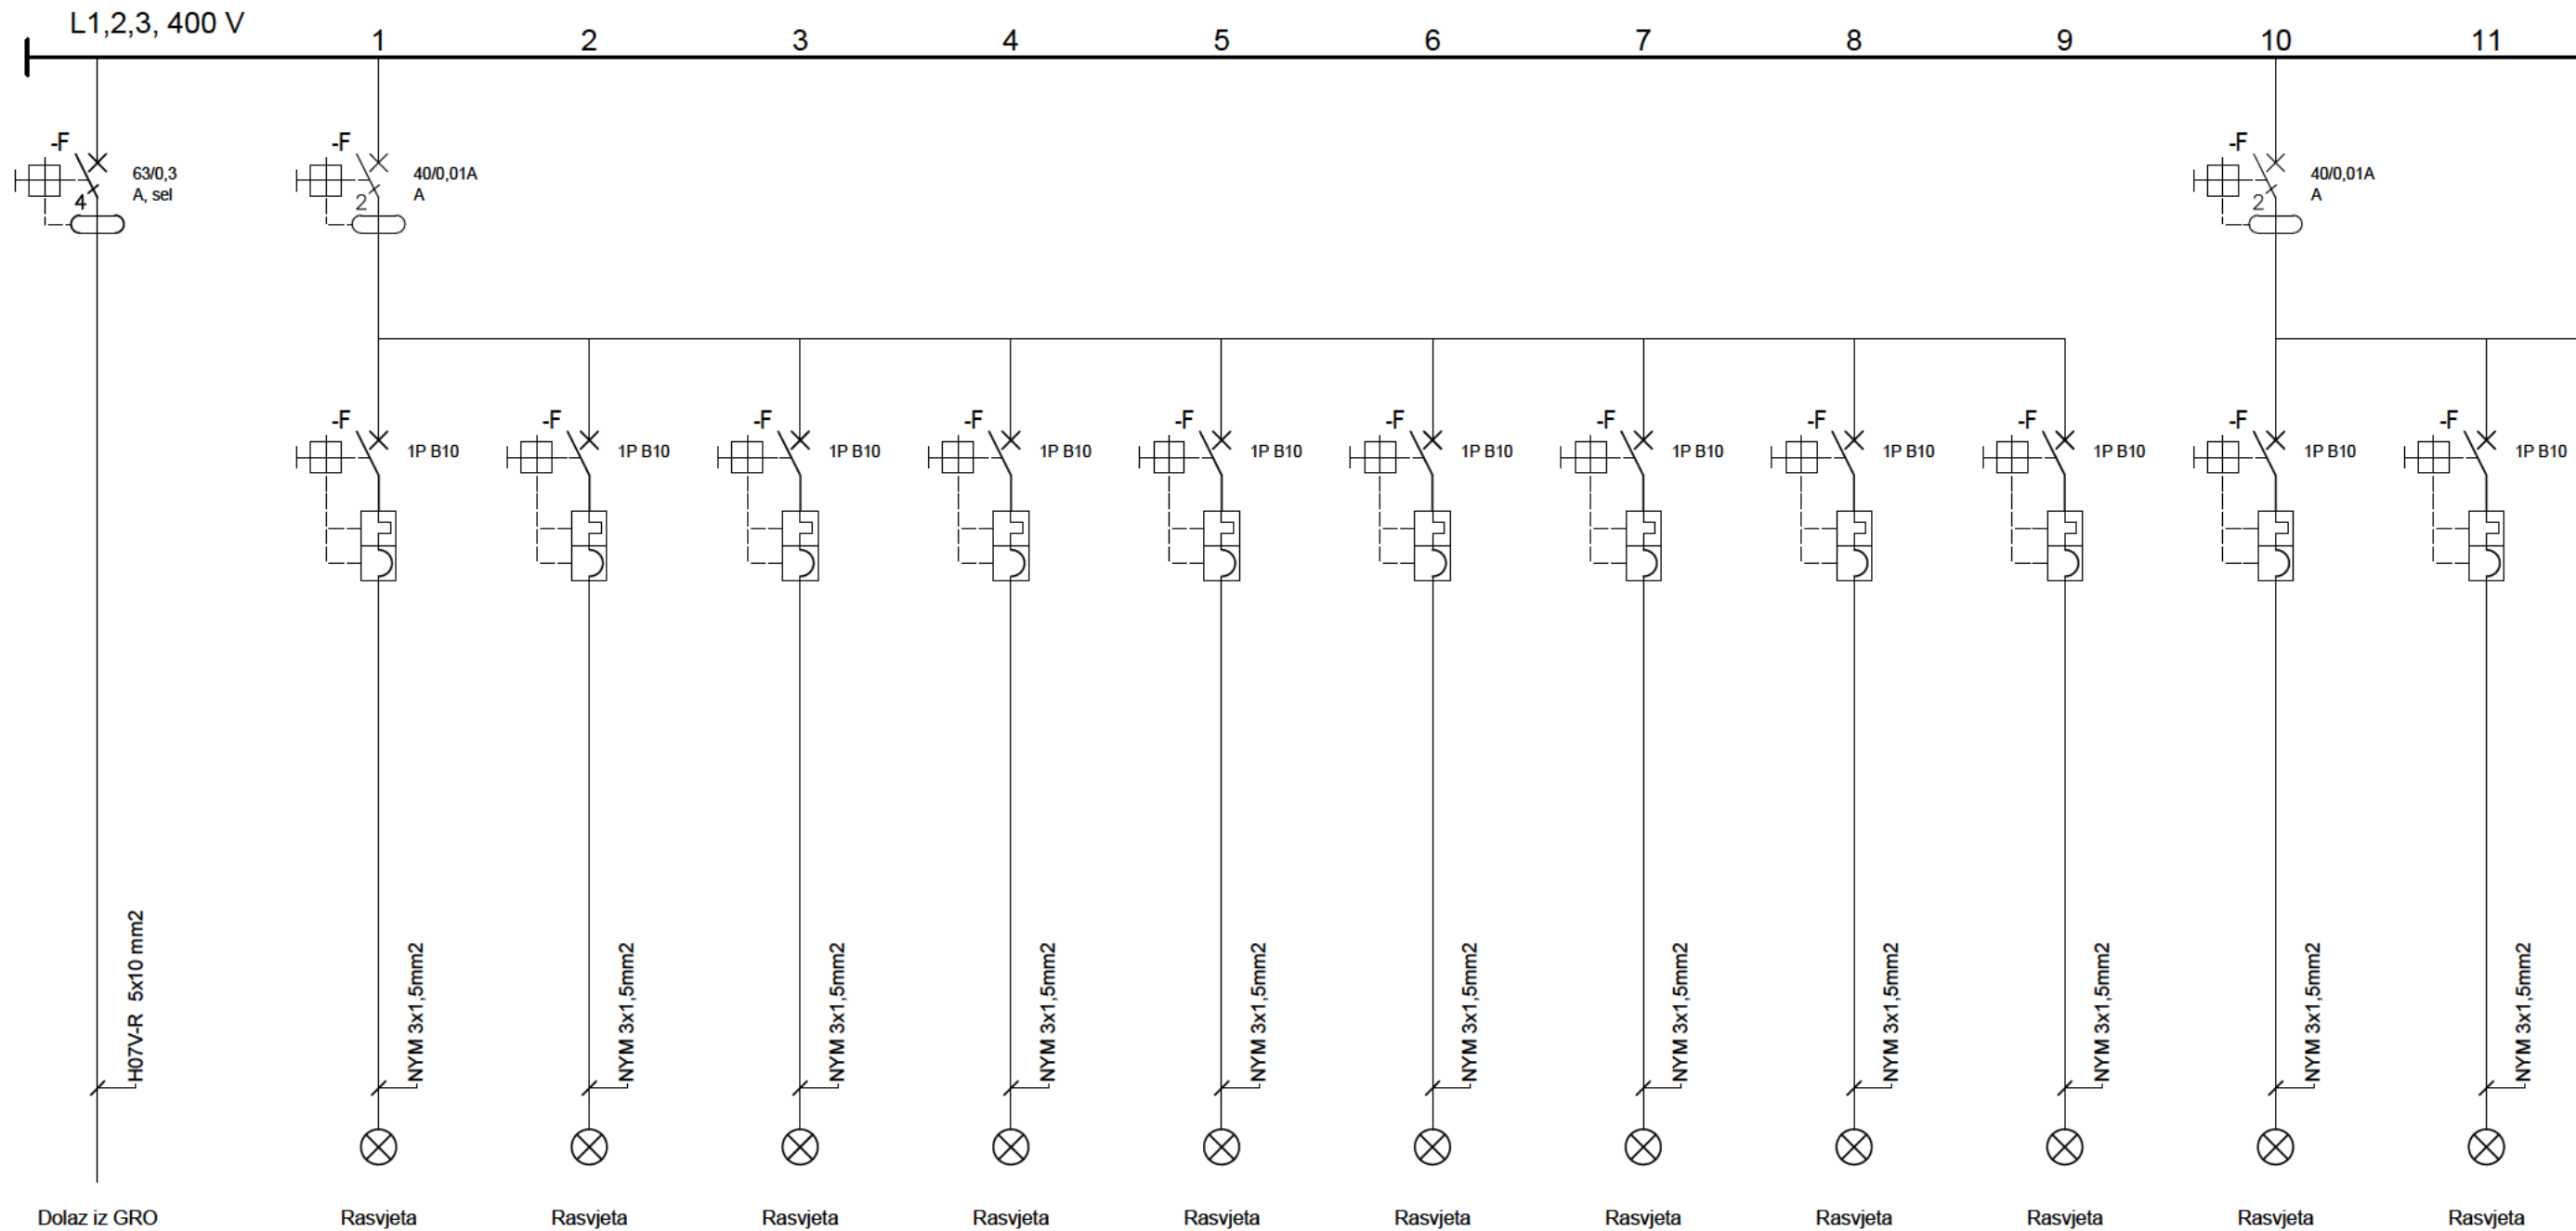 L1,2,3, 400 V
1 2 3 4 5 6 7 8 9 10 11
-F -F -F
63/0,3 40/0,01A 40/0,01A
A, sel A A
4 2 2
-F -F -F -F -F -F -F -F -F -F -F
1P B10 1P B10 1P B10 1P B10 1P B10 1P B10 1P B10 1P B10 1P B10 1P B10 1P B10
H07V-R 5x10 mm2
NYM 3x1,5mm2
NYM 3x1,5mm2
NYM 3x1,5mm2
NYM 3x1,5mm2
NYM 3x1,5mm2
NYM 3x1,5mm2
NYM 3x1,5mm2
NYM 3x1,5mm2
NYM 3x1,5mm2
NYM 3x1,5mm2
NYM 3x1,5mm2
Dolaz iz GRO Rasvjeta Rasvjeta Rasvjeta Rasvjeta Rasvjeta Rasvjeta Rasvjeta Rasvjeta Rasvjeta Rasvjeta Rasvjeta